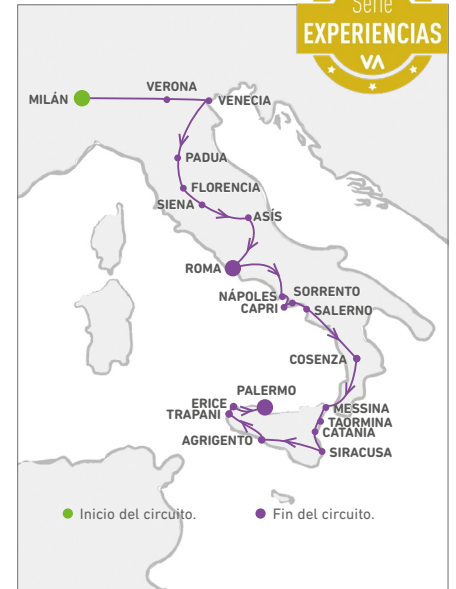 Serie
EXPERIENCIAS
VA
MILÁN
VERONA
VENECIA
PADUA
FLORENCIA
SIENA
ASÍS
ROMA
NÁPOLES
SORRENTO
CAPRI
SALERNO
COSENZA
PALERMO
ERICE
TRAPANI
MESSINA
TAORMINA
CATANIA
AGRIGENTO
SIRACUSA
Inicio del circuito.
Fin del circuito.